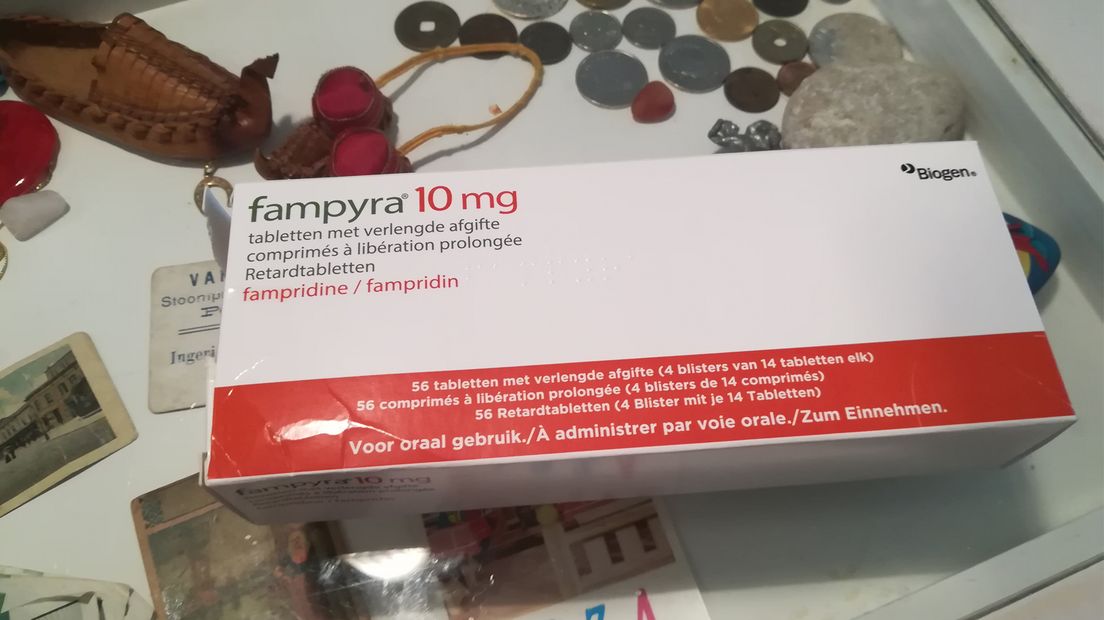 fampyra® 10 mg
Biogen®
tabletten met verlengde afgifte
comprimés à libération prolongée
Retardtabletten
fampridine / fampridin
56 tabletten met verlengde afgifte (4 blisters van 14 tabletten elk)
56 comprimés à libération prolongée (4 blisters de 14 comprimés)
56 Retardtabletten (4 Blister mit je 14 Tabletten)
Voor oraal gebruik./À administrer par voie orale./Zum Einnehmen.
fampyra® 10 mg
VAN
Ingeni